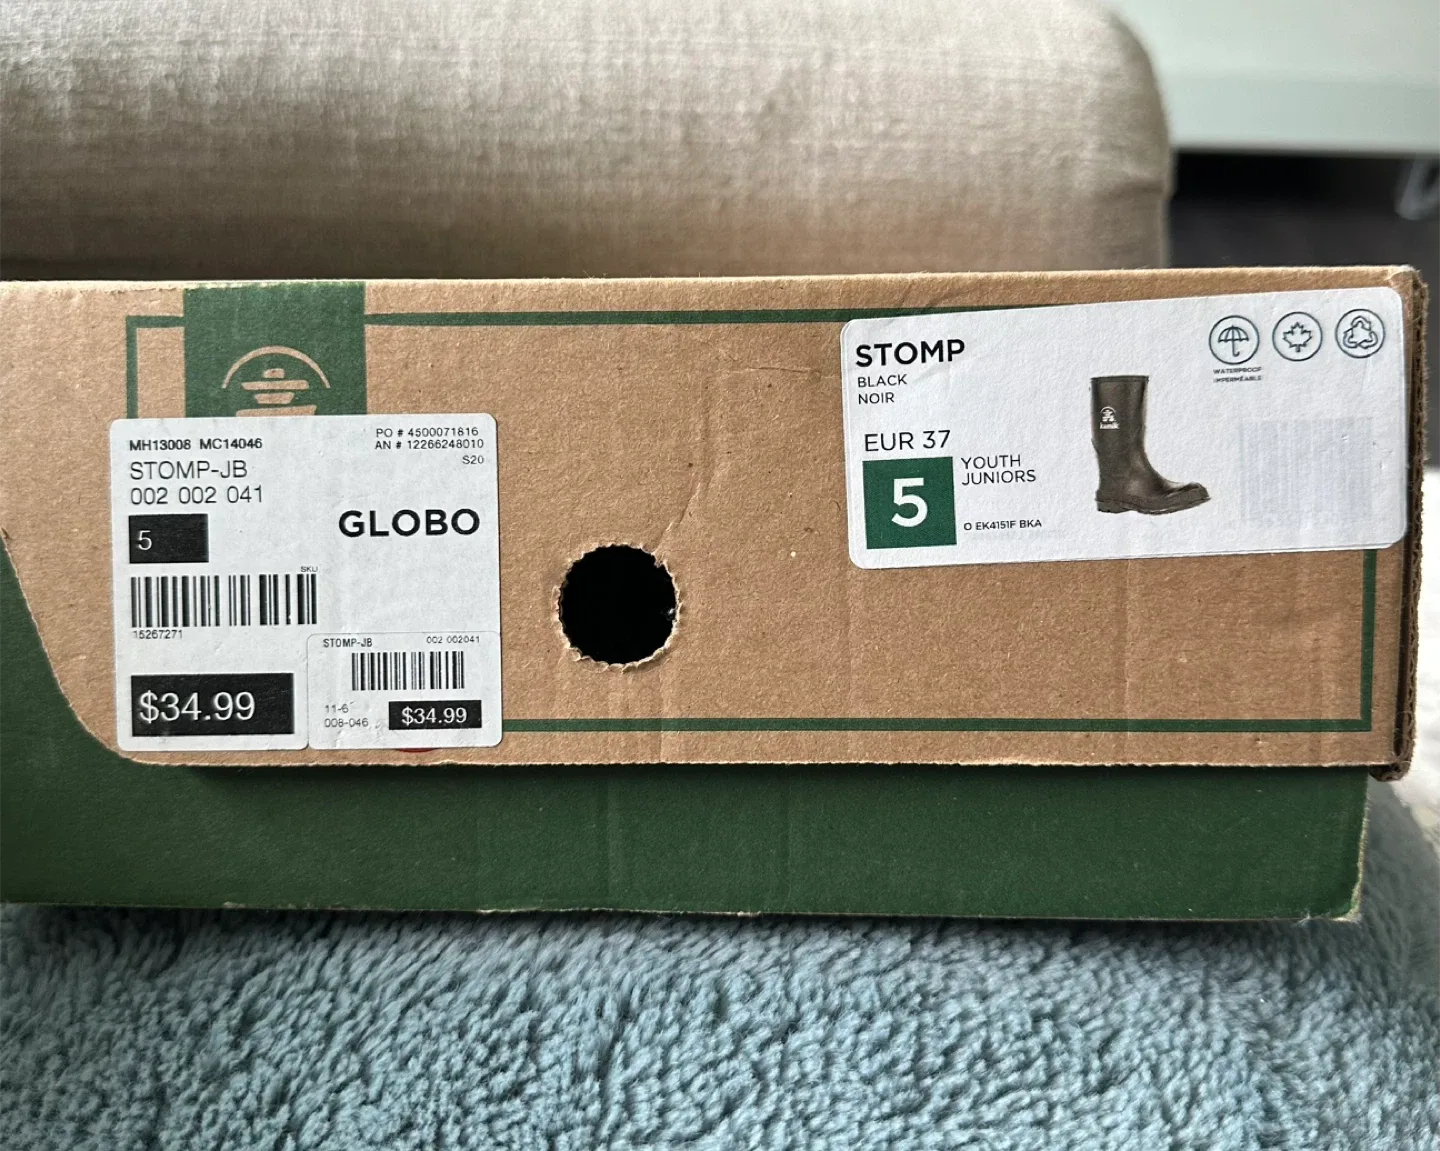 MH13008 MC14046
PO # 4500071816
AN # 12266248010
S20
STOMP-JB
002 002 041
5
GLOBO
SKU
15267271
$34.99
STOMP-JB 002 002041
11-6
008-046
$34.99
STOMP
BLACK
NOIR
EUR 37
5
YOUTH
JUNIORS
O EK4151F BKA
kamik
WATERPROOF
IMPERMÉABLE